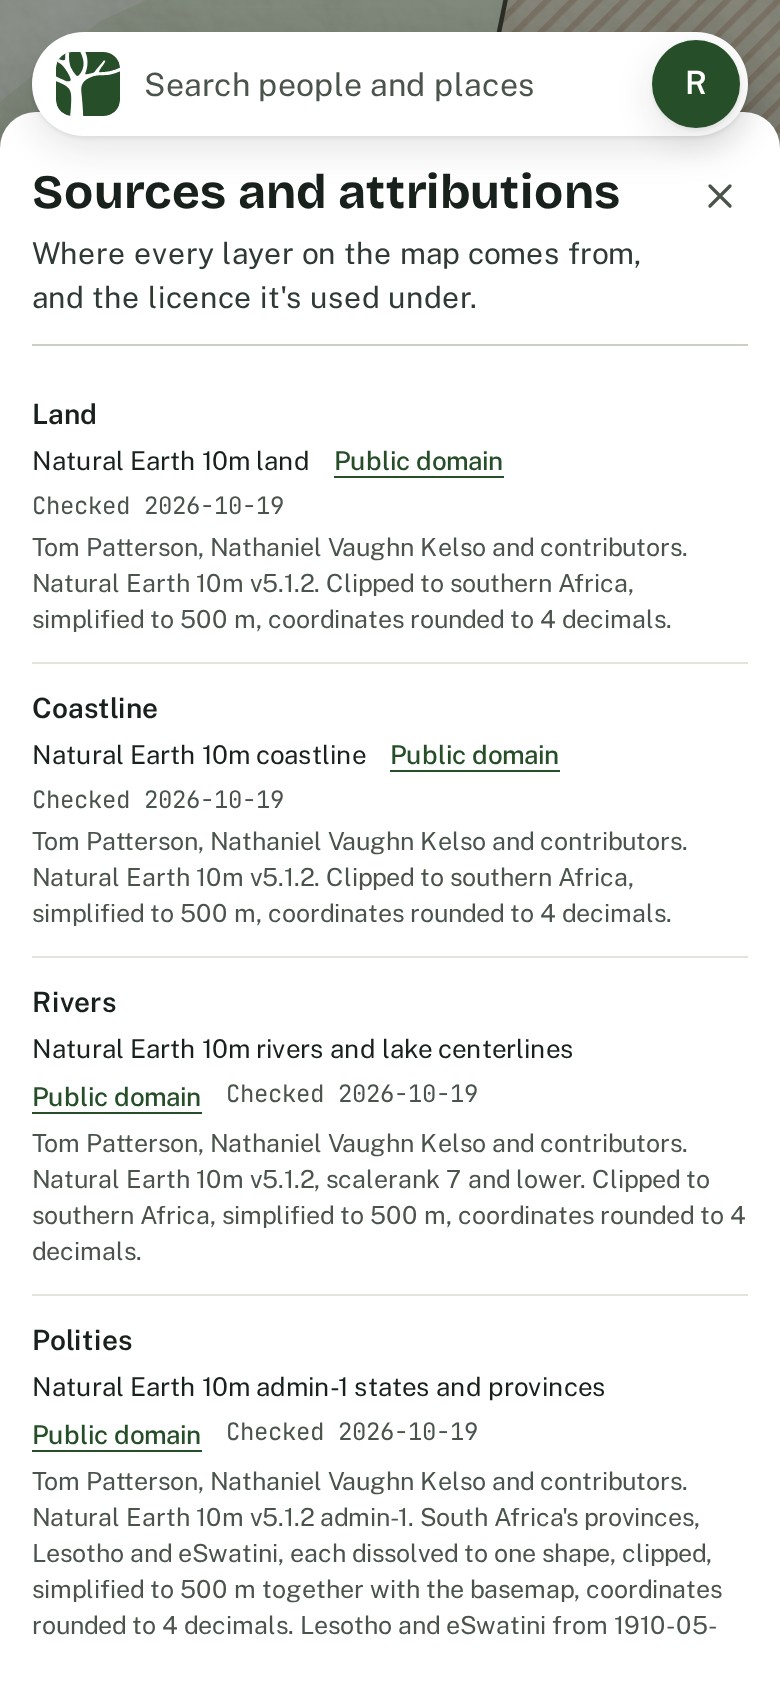 Search people and places
R
Sources and attributions
Where every layer on the map comes from,
and the licence it's used under.
Land
Natural Earth 10m land Public domain
Checked 2026-10-19
Tom Patterson, Nathaniel Vaughn Kelso and contributors.
Natural Earth 10m v5.1.2. Clipped to southern Africa,
simplified to 500 m, coordinates rounded to 4 decimals.
Coastline
Natural Earth 10m coastline Public domain
Checked 2026-10-19
Tom Patterson, Nathaniel Vaughn Kelso and contributors.
Natural Earth 10m v5.1.2. Clipped to southern Africa,
simplified to 500 m, coordinates rounded to 4 decimals.
Rivers
Natural Earth 10m rivers and lake centerlines
Public domain Checked 2026-10-19
Tom Patterson, Nathaniel Vaughn Kelso and contributors.
Natural Earth 10m v5.1.2, scalerank 7 and lower. Clipped to
southern Africa, simplified to 500 m, coordinates rounded to 4
decimals.
Polities
Natural Earth 10m admin-1 states and provinces
Public domain Checked 2026-10-19
Tom Patterson, Nathaniel Vaughn Kelso and contributors.
Natural Earth 10m v5.1.2 admin-1. South Africa's provinces,
Lesotho and eSwatini, each dissolved to one shape, clipped,
simplified to 500 m together with the basemap, coordinates
rounded to 4 decimals. Lesotho and eSwatini from 1910-05-